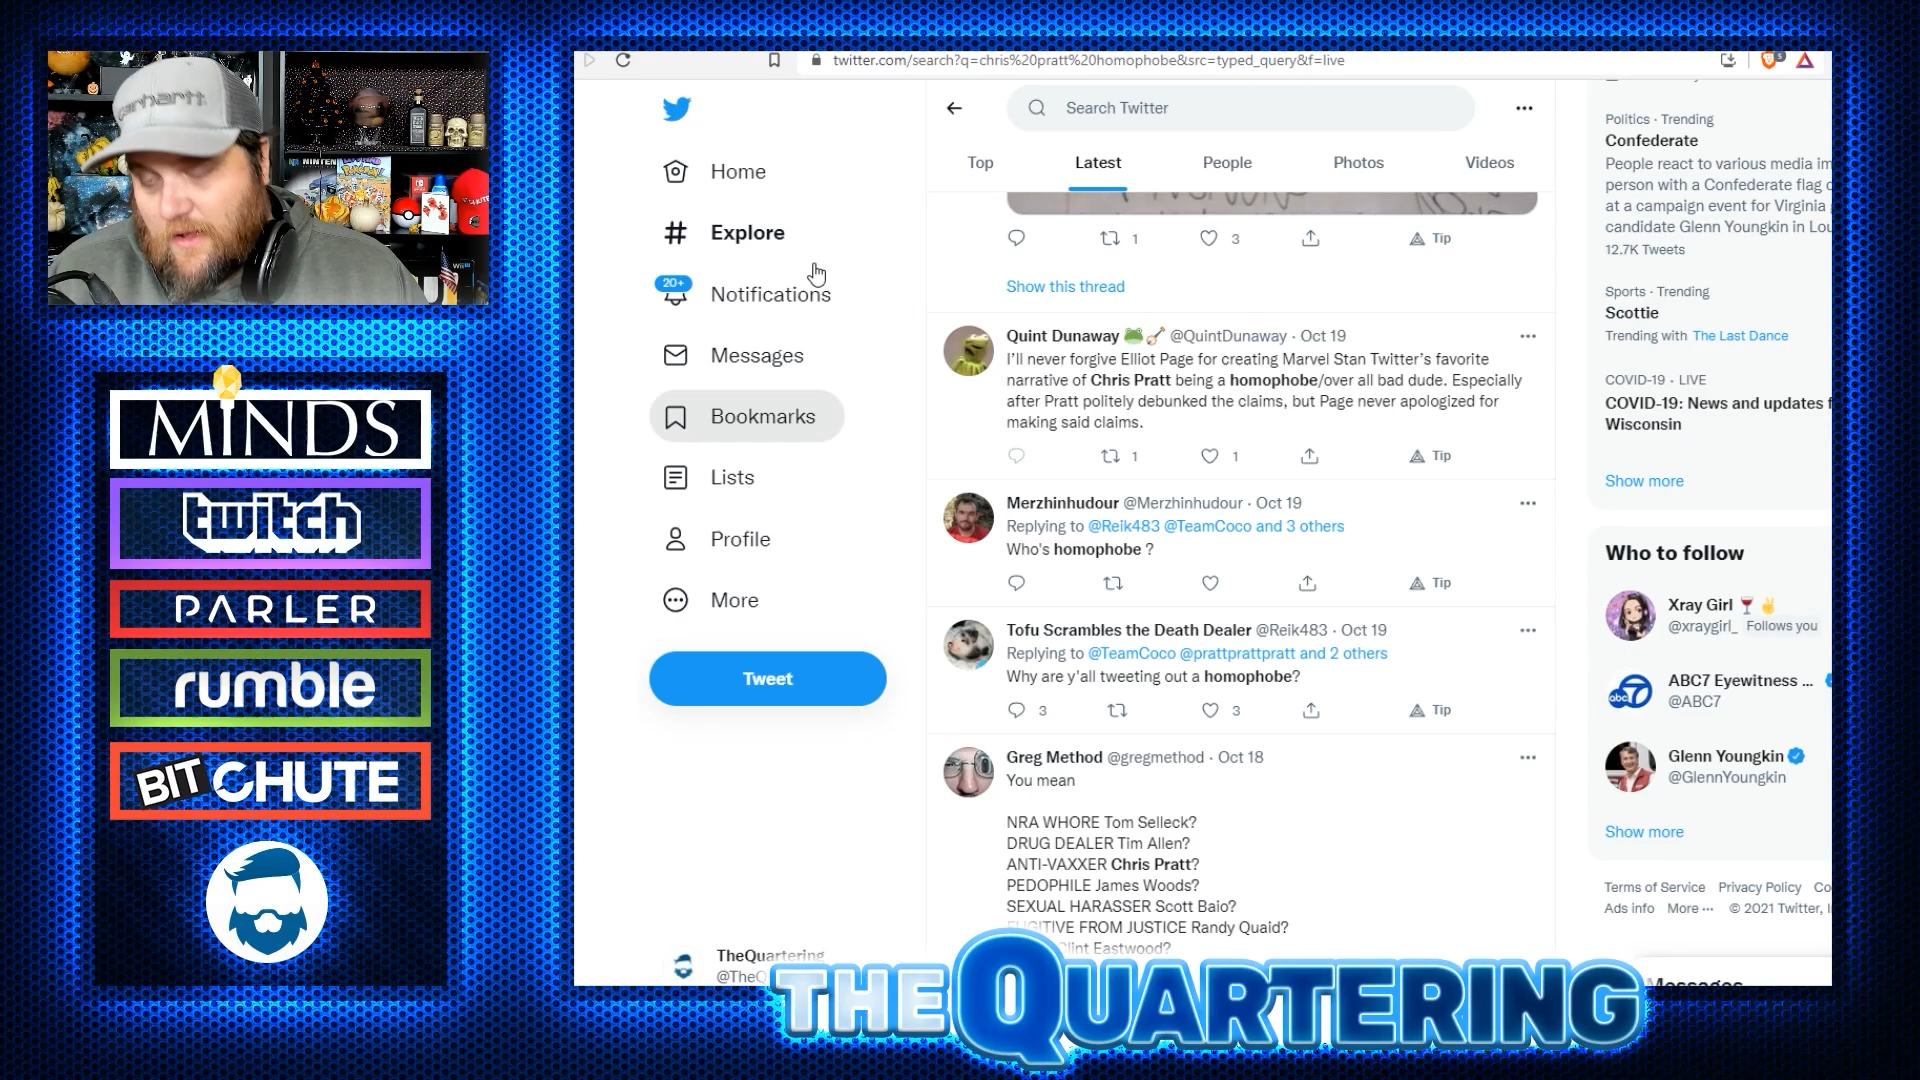 carhartt
NINTEN
MINDS
twitch
PARLER
rumble
BITCHUTE
twitter.com/search?q=chris%20pratt%20homophobe&src=typed_query&f=live
Home
Explore
20+
Notifications
Messages
Bookmarks
Lists
Profile
More
Tweet
TheQuartering
@TheQ
Search Twitter
Top
Latest
People
Photos
Videos
1
3
Tip
Show this thread
Quint Dunaway @QuintDunaway · Oct 19
I'll never forgive Elliot Page for creating Marvel Stan Twitter's favorite
narrative of Chris Pratt being a homophobe/over all bad dude. Especially
after Pratt politely debunked the claims, but Page never apologized for
making said claims.
1
1
Tip
Merzhinhudour @Merzhinhudour · Oct 19
Replying to @Reik483 @TeamCoco and 3 others
Who's homophobe ?
Tip
Tofu Scrambles the Death Dealer @Reik483 · Oct 19
Replying to @TeamCoco @prattprattpratt and 2 others
Why are y'all tweeting out a homophobe?
3
3
Tip
Greg Method @gregmethod · Oct 18
You mean
NRA WHORE Tom Selleck?
DRUG DEALER Tim Allen?
ANTI-VAXXER Chris Pratt?
PEDOPHILE James Woods?
SEXUAL HARASSER Scott Baio?
FUGITIVE FROM JUSTICE Randy Quaid?
Clint Eastwood?
Politics · Trending
Confederate
People react to various media im
person with a Confederate flag
at a campaign event for Virginia
candidate Glenn Youngkin in Lou
12.7K Tweets
Sports · Trending
Scottie
Trending with The Last Dance
COVID-19 · LIVE
COVID-19: News and updates f
Wisconsin
Show more
Who to follow
Xray Girl
@xraygirl_ Follows you
ABC7 Eyewitness ...
@ABC7
Glenn Youngkin
@GlennYoungkin
Show more
Terms of Service Privacy Policy Co
Ads info More ··· © 2021 Twitter, I
Messages
THE QUARTERING